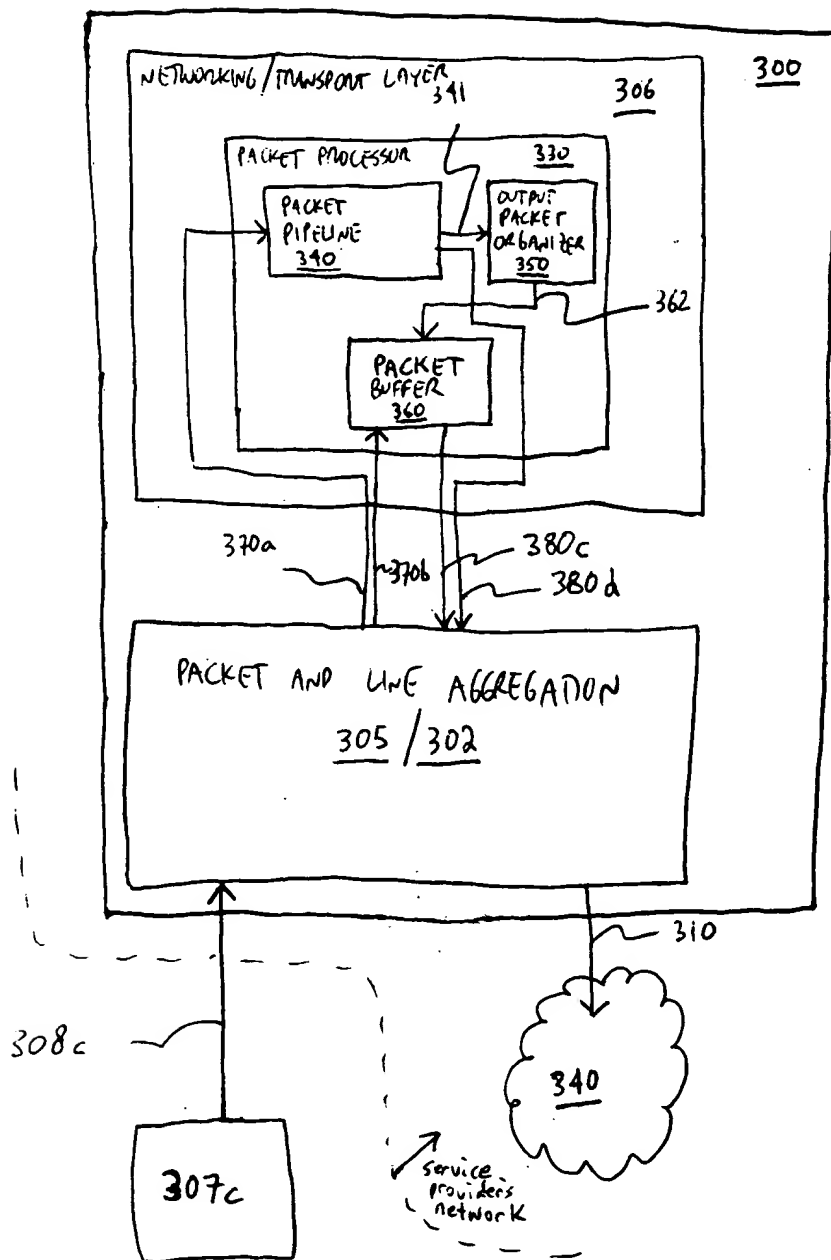 300
NETWORKING/TRANSPORT LAYER
341
306
PACKET PROCESSOR
330
PACKET
PIPELINE
340
OUTPUT
PACKET
ORGANIZER
350
362
PACKET
BUFFER
360
370a
370b
380c
380d
PACKET AND LINE AGGREGATION
305/302
310
308c
340
307c
service
provider's
network